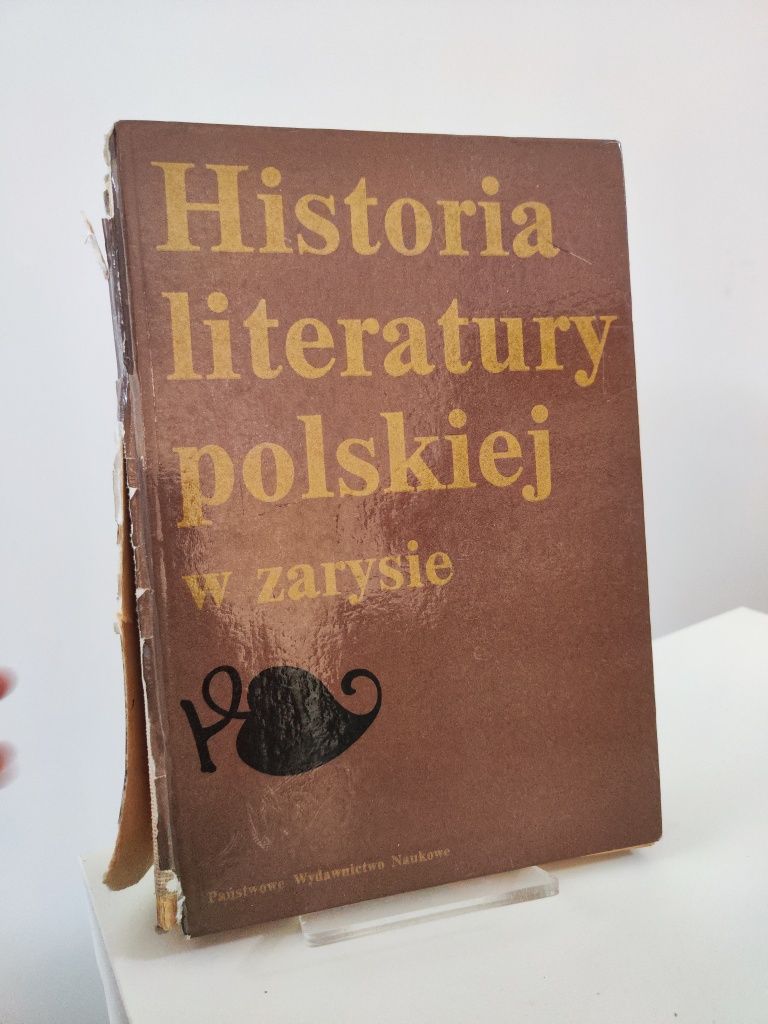 Historia
literatury
polskiej
w zarysie
Państwowe Wydawnictwo Naukowe